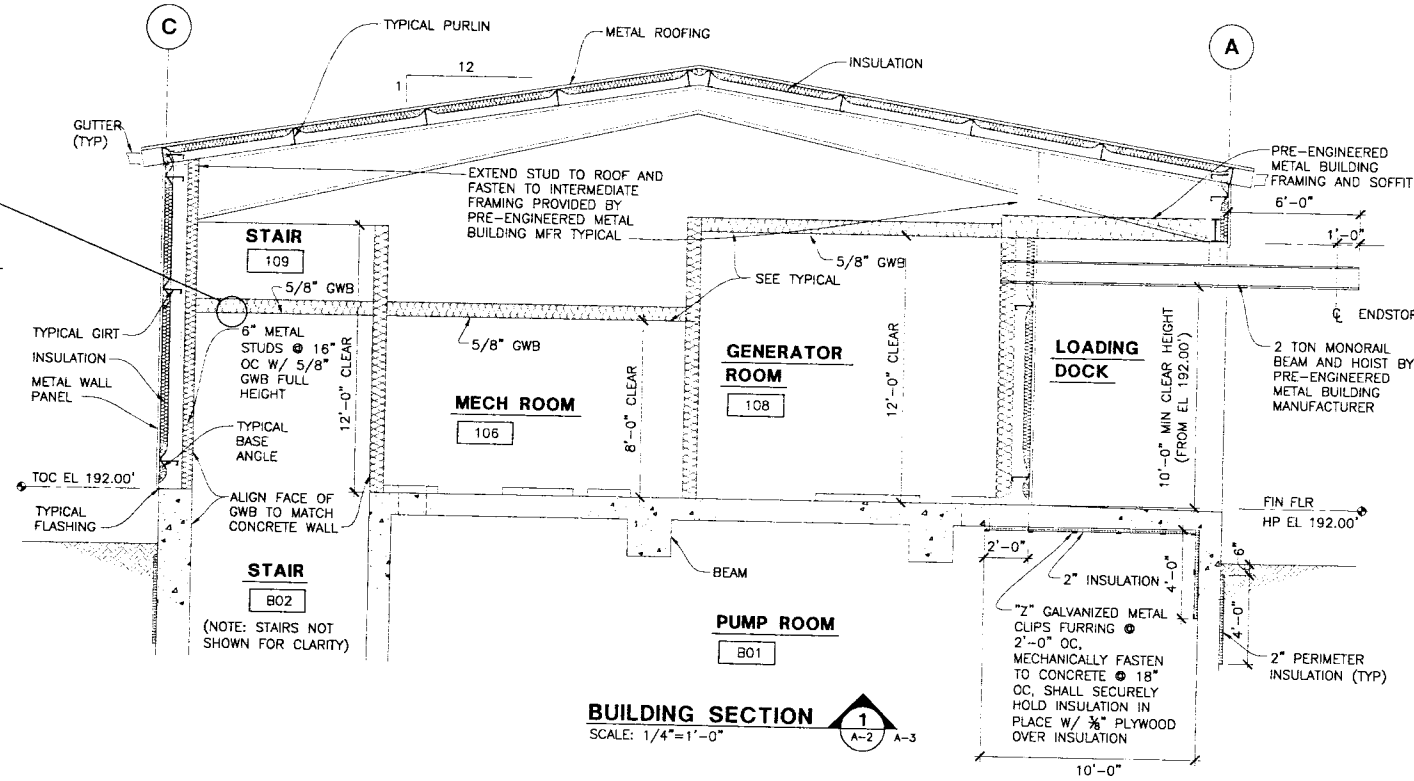 C
A
TYPICAL PURLIN
METAL ROOFING
INSULATION
12
1
GUTTER
(TYP)
EXTEND STUD TO ROOF AND
FASTEN TO INTERMEDIATE
FRAMING PROVIDED BY
PRE-ENGINEERED METAL
BUILDING MFR TYPICAL
PRE-ENGINEERED
METAL BUILDING
FRAMING AND SOFFIT
6'-0"
1'-0"
STAIR
109
5/8" GWB
5/8" GWB
SEE TYPICAL
5/8" GWB
TYPICAL GIRT
INSULATION
METAL WALL
PANEL
6" METAL
STUDS @ 16"
OC W/ 5/8"
GWB FULL
HEIGHT
12'-0" CLEAR
MECH ROOM
106
8'-0" CLEAR
GENERATOR
ROOM
108
12'-0" CLEAR
LOADING
DOCK
10'-0" MIN CLEAR HEIGHT
(FROM EL 192.00')
℄ ENDSTOP
2 TON MONORAIL
BEAM AND HOIST BY
PRE-ENGINEERED
METAL BUILDING
MANUFACTURER
TYPICAL
BASE
ANGLE
TOC EL 192.00'
TYPICAL
FLASHING
ALIGN FACE OF
GWB TO MATCH
CONCRETE WALL
FIN FLR
HP EL 192.00'
STAIR
B02
(NOTE: STAIRS NOT
SHOWN FOR CLARITY)
BEAM
PUMP ROOM
B01
2'-0"
2" INSULATION
4'-0"
6"
4'-0"
"Z" GALVANIZED METAL
CLIPS FURRING @
2'-0" OC,
MECHANICALLY FASTEN
TO CONCRETE @ 18"
OC, SHALL SECURELY
HOLD INSULATION IN
PLACE W/ PLYWOOD
OVER INSULATION
2" PERIMETER
INSULATION (TYP)
10'-0"
BUILDING SECTION
SCALE: 1/4"=1'-0"
1
A-2
A-3